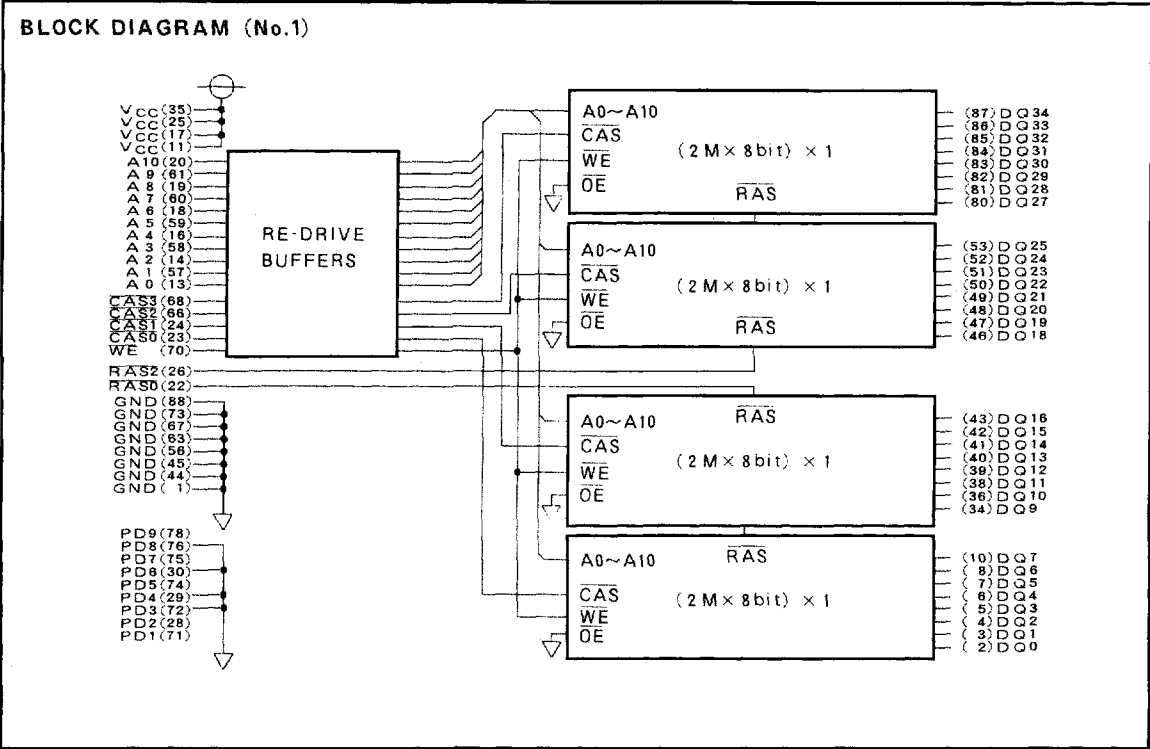 BLOCK DIAGRAM (No.1)
VCC(35)
VCC(25)
VCC(17)
VCC(11)
A10(20)
A9(61)
A8(19)
A7(60)
A6(18)
A5(59)
A4(16)
A3(58)
A2(14)
A1(57)
A0(13)
CAS3(68)
CAS2(66)
CAS1(24)
CAS0(23)
WE (70)
RAS2(26)
RAS0(22)
GND(88)
GND(73)
GND(67)
GND(63)
GND(56)
GND(45)
GND(44)
GND( 1)
PD9(78)
PD8(76)
PD7(75)
PD6(30)
PD5(74)
PD4(29)
PD3(72)
PD2(28)
PD1(71)
RE-DRIVE
BUFFERS
A0~A10
CAS
(2M×8bit) ×1
WE
OE
RAS
A0~A10
CAS
(2M×8bit) ×1
WE
OE
RAS
RAS
A0~A10
CAS
(2M×8bit) ×1
WE
OE
RAS
A0~A10
CAS
(2M×8bit) ×1
WE
OE
(87)DQ34
(86)DQ33
(85)DQ32
(84)DQ31
(83)DQ30
(82)DQ29
(81)DQ28
(80)DQ27
(53)DQ25
(52)DQ24
(51)DQ23
(50)DQ22
(49)DQ21
(48)DQ20
(47)DQ19
(46)DQ18
(43)DQ16
(42)DQ15
(41)DQ14
(40)DQ13
(39)DQ12
(38)DQ11
(36)DQ10
(34)DQ9
(10)DQ7
( 8)DQ6
( 7)DQ5
( 6)DQ4
( 5)DQ3
( 4)DQ2
( 3)DQ1
( 2)DQ0